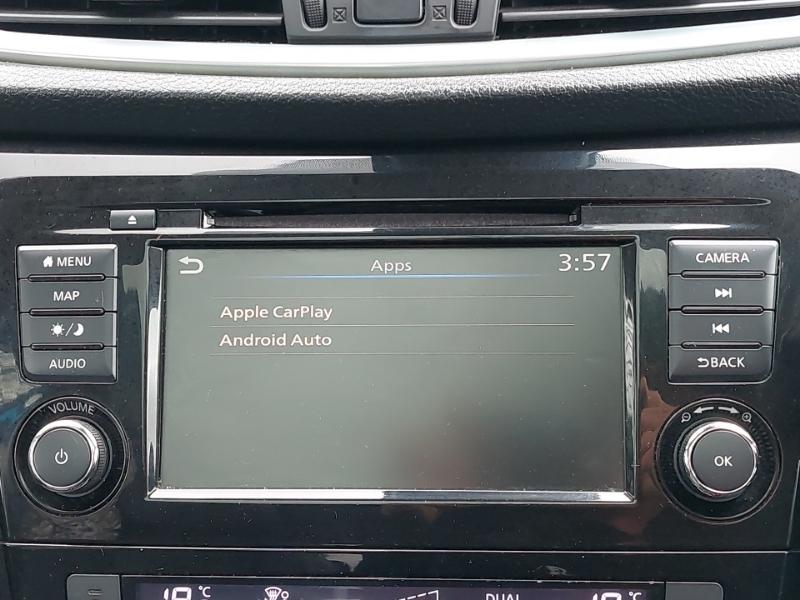 MENU
MAP
AUDIO
VOLUME
Apps
3:57
Apple CarPlay
Android Auto
CAMERA
BACK
OK
°C
DUAL
°C